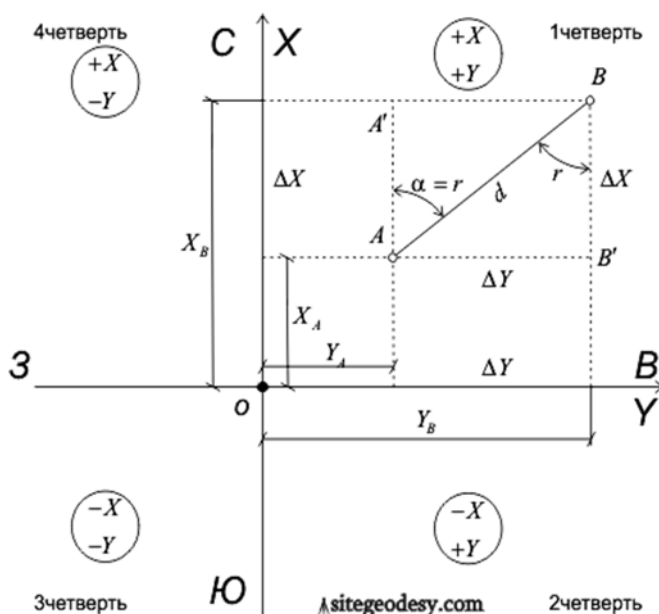 4четверть
С
X
1четверть
+X
−Y
+X
+Y
B
A′
ΔX
α = r
d
r
ΔX
X_B
A
B′
ΔY
X_A
Y_A
З
ΔY
В
о
Y
Y_B
−X
−Y
−X
+Y
3четверть
Ю
sitegeodesy.com
2четверть